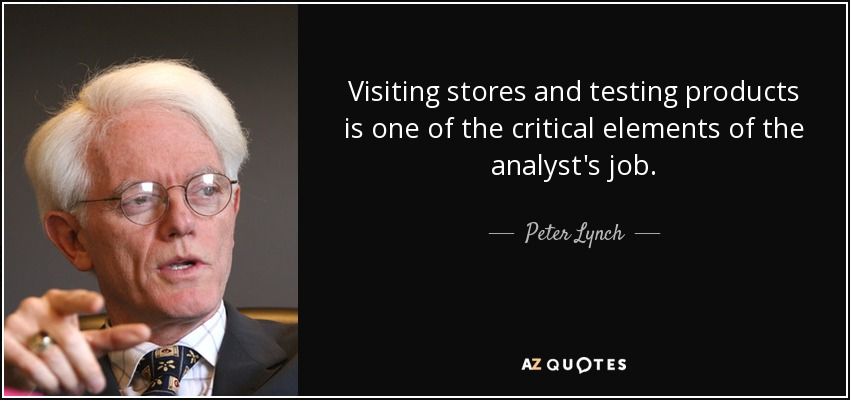 Visiting stores and testing products
is one of the critical elements of the
analyst's job.
Peter Lynch
AZ QUOTES